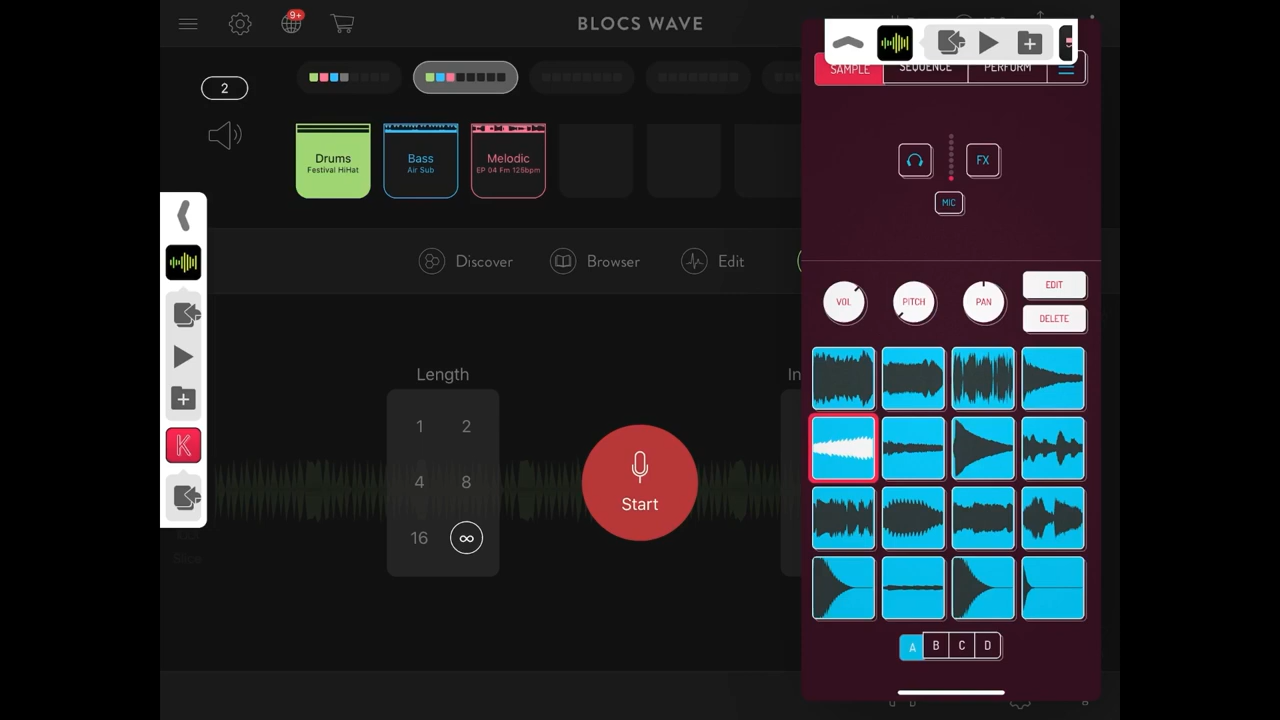 9+
BLOCS WAVE
2
Drums
Festival HiHat
Bass
Air Sub
Melodic
EP 04 Fm 125bpm
Discover
Browser
Edit
Length
1 2
4 8
16 ∞
Start
K
SAMPLE SEQUENCE PERFORM
FX
MIC
VOL PITCH PAN
EDIT
DELETE
A B C D